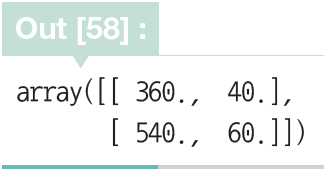 Out [58] :
array([[ 360.,  40.],
       [ 540.,  60.]])